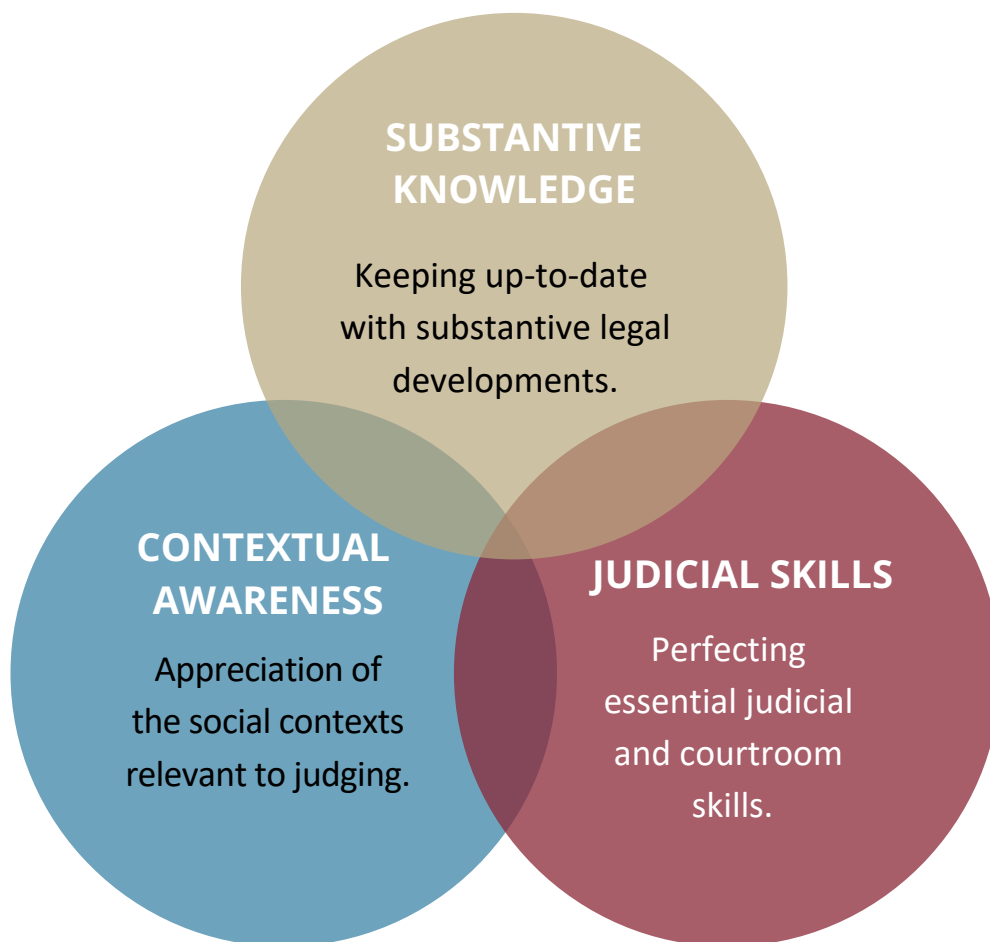 SUBSTANTIVE
KNOWLEDGE
Keeping up-to-date
with substantive legal
developments.
CONTEXTUAL
AWARENESS
Appreciation of
the social contexts
relevant to judging.
JUDICIAL SKILLS
Perfecting
essential judicial
and courtroom
skills.